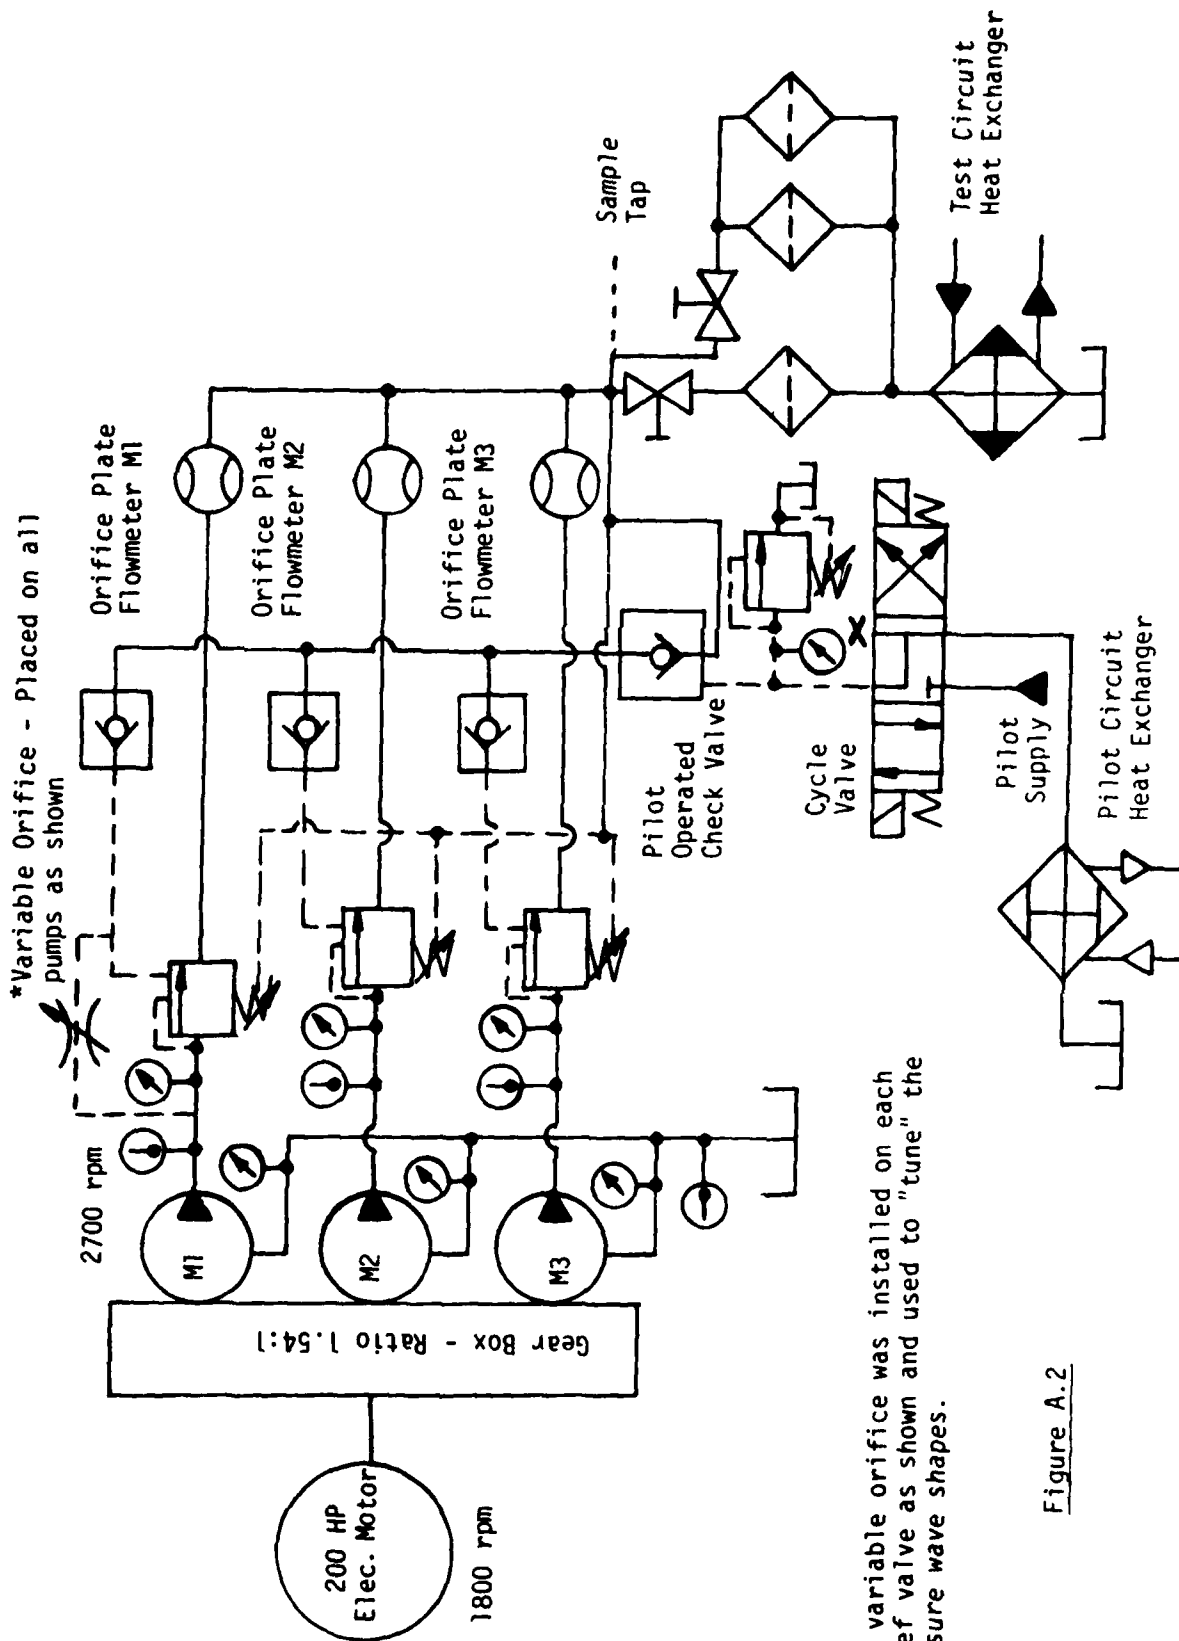 *Variable Orifice - Placed on all
pumps as shown
Orifice Plate
Flowmeter M1
Orifice Plate
Flowmeter M2
Orifice Plate
Flowmeter M3
2700 rpm
M1
M2
M3
Gear Box - Ratio 1.54:1
200 HP
Elec. Motor
1800 rpm
Sample
Tap
Test Circuit
Heat Exchanger
Pilot
Operated
Check Valve
X
Cycle
Valve
Pilot
Supply
Pilot Circuit
Heat Exchanger
variable orifice was installed on each
ef valve as shown and used to "tune" the
sure wave shapes.
Figure A.2